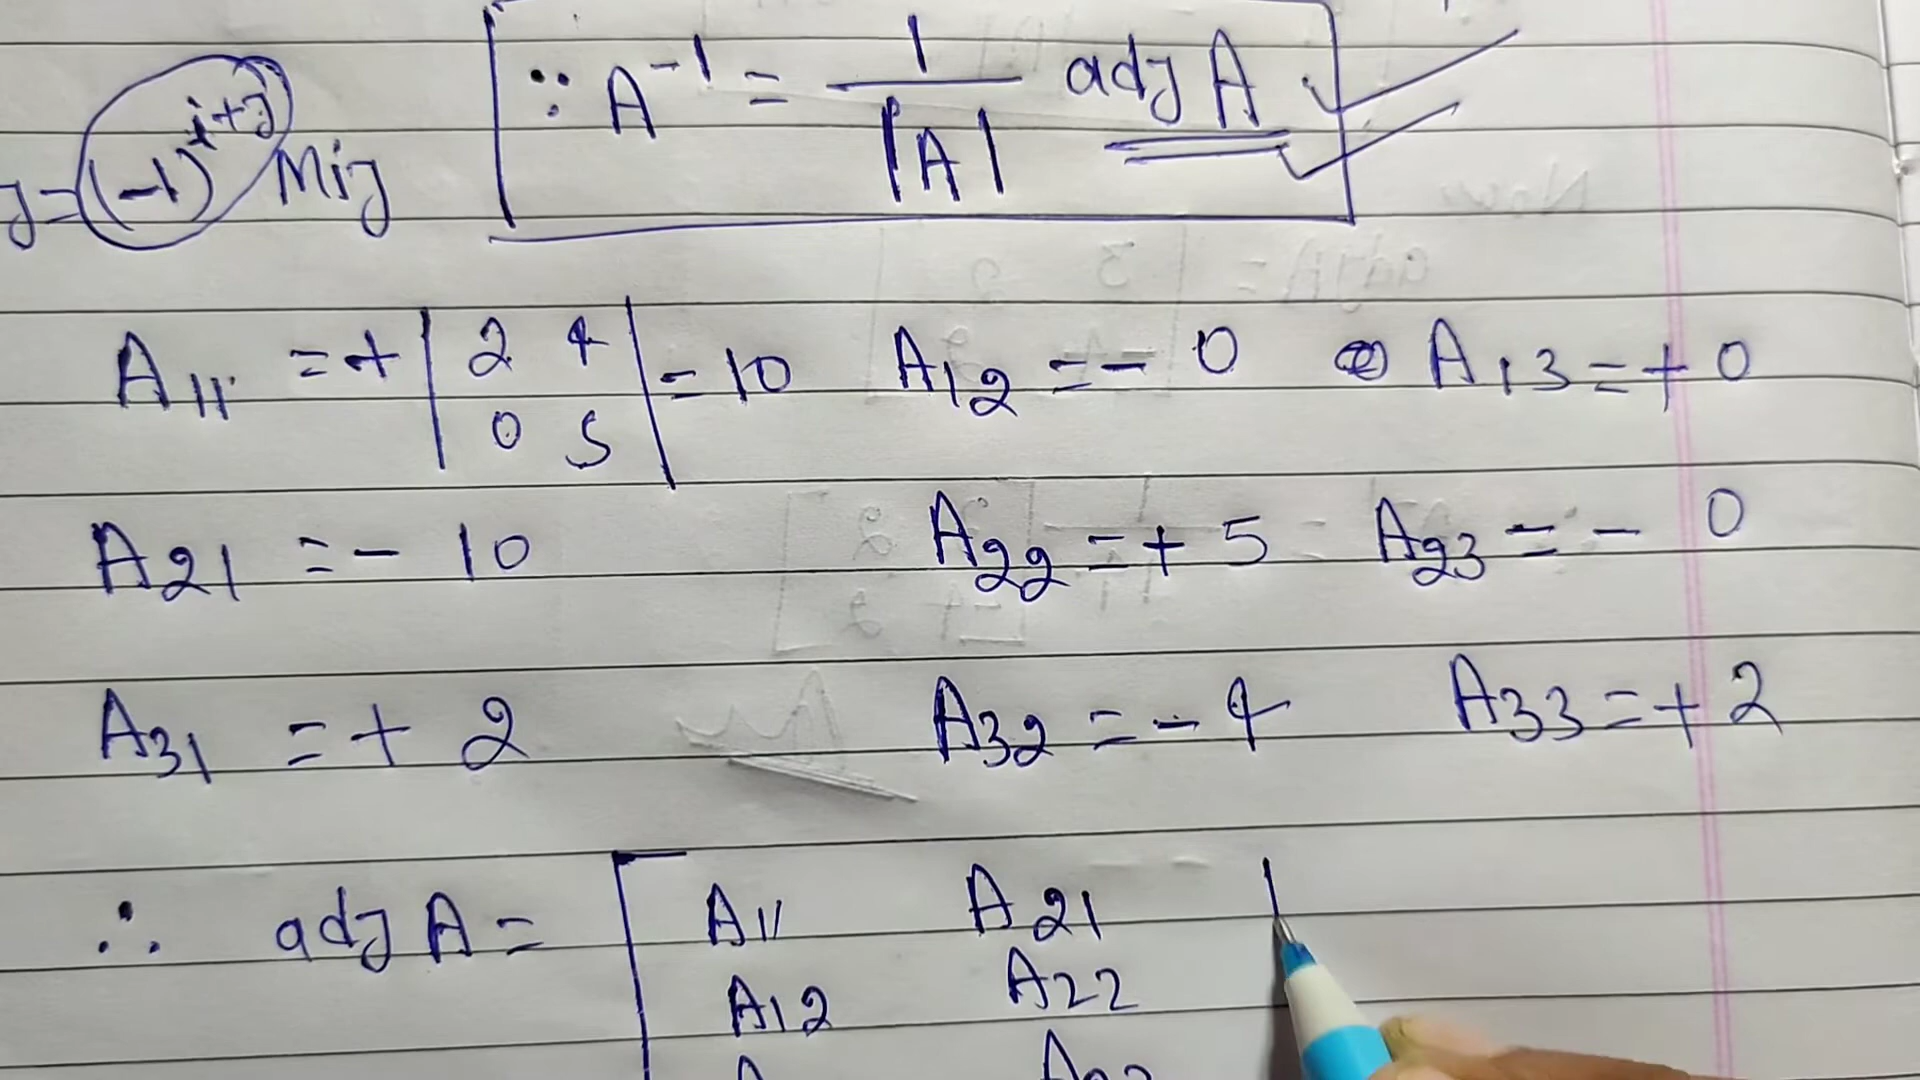 ∵ A⁻¹ = 1/|A| adj A
j = (-1)^(i+j) Mij
A11 = + |2 4; 0 5| = 10 A12 = - 0 A13 = + 0
A21 = - 10 A22 = + 5 A23 = - 0
A31 = + 2 A32 = - 4 A33 = + 2
∴ adj A = [ A11 A21
A12 A22